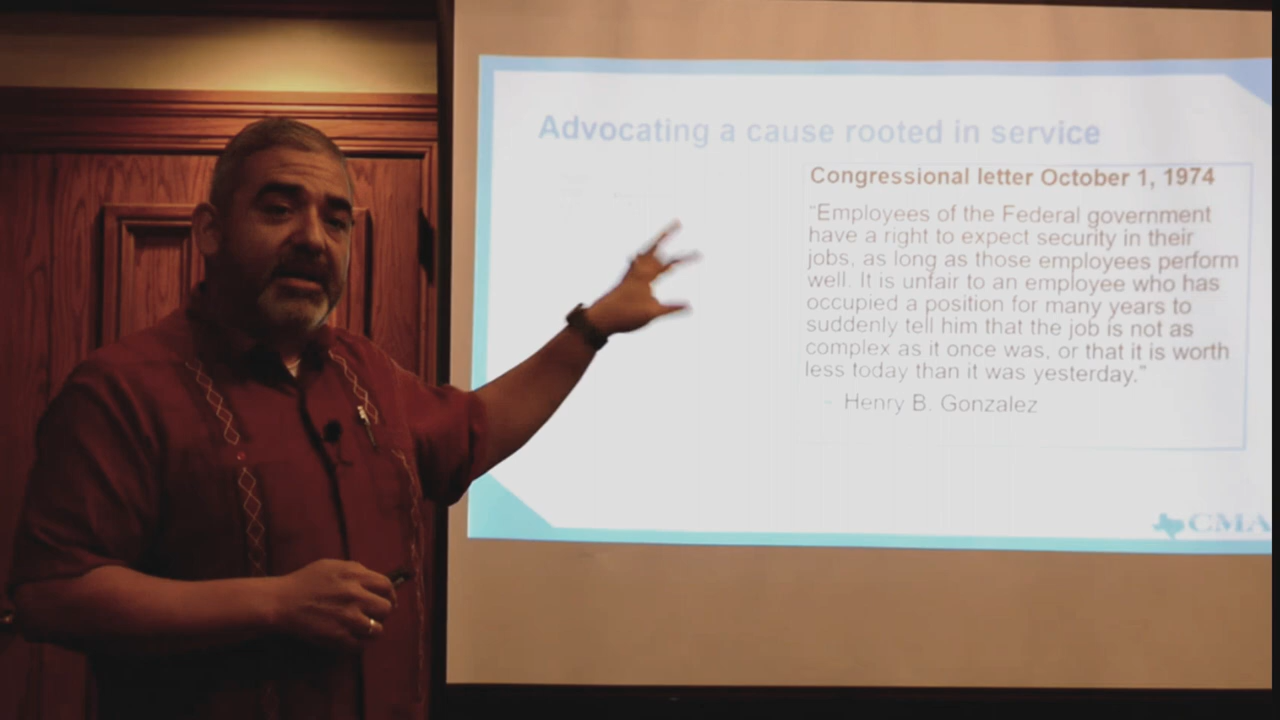 Advocating a cause rooted in service
Congressional letter October 1, 1974
“Employees of the Federal government
have a right to expect security in their
jobs, as long as those employees perform
well. It is unfair to an employee who has
occupied a position for many years to
suddenly tell him that the job is not as
complex as it once was, or that it is worth
less today than it was yesterday.”
- Henry B. Gonzalez
CMA